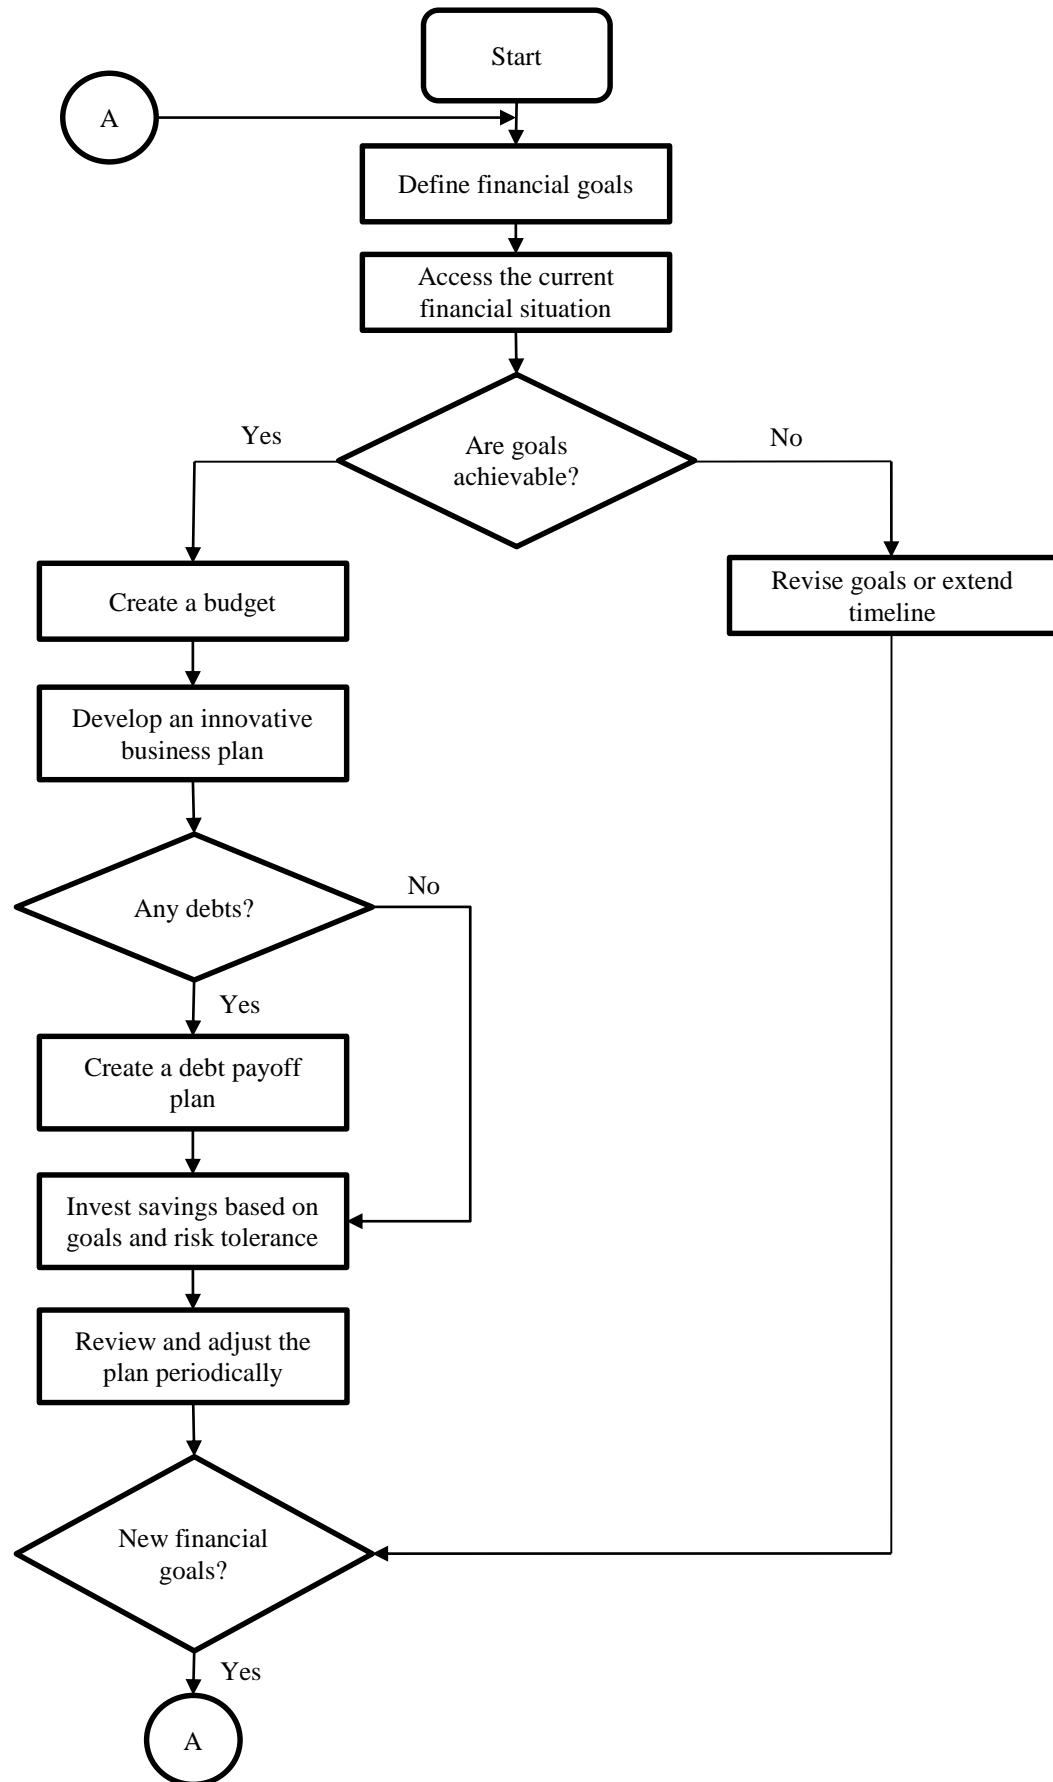 Start
A
Define financial goals
Access the current
financial situation
Yes
Are goals
achievable?
No
Create a budget
Revise goals or extend
timeline
Develop an innovative
business plan
Any debts?
No
Yes
Create a debt payoff
plan
Invest savings based on
goals and risk tolerance
Review and adjust the
plan periodically
New financial
goals?
Yes
A